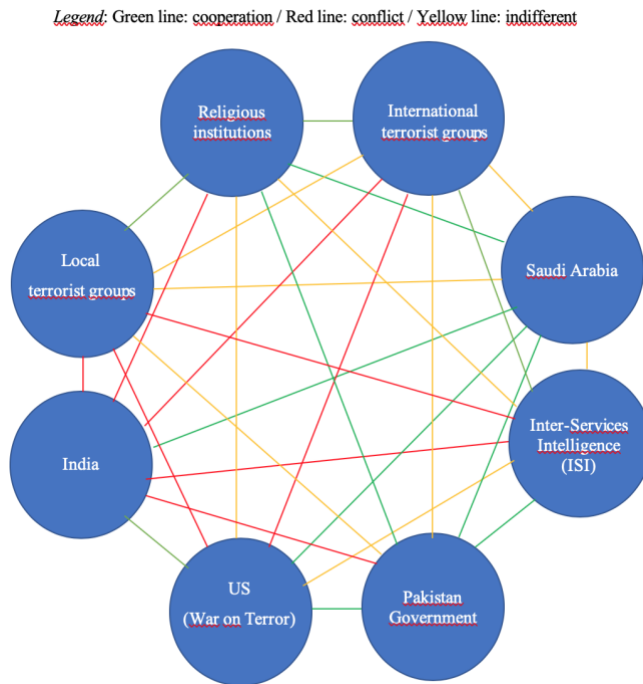 Legend: Green line: cooperation / Red line: conflict / Yellow line: indifferent
Religious
institutions
International
terrorist groups
Local
terrorist groups
Saudi Arabia
India
Inter-Services
Intelligence
(ISI)
US
(War on Terror)
Pakistan
Government